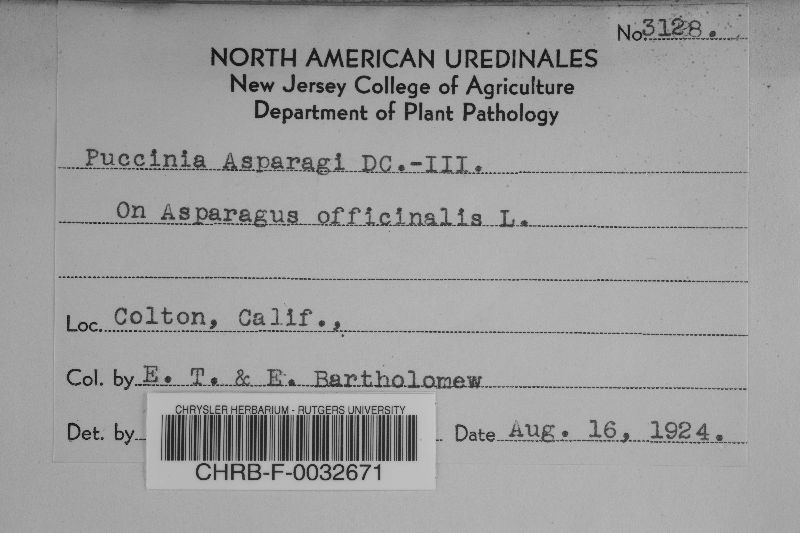 No. 3128.
NORTH AMERICAN UREDINALES
New Jersey College of Agriculture
Department of Plant Pathology
Puccinia Asparagi DC.-III.
On Asparagus officinalis L.
Loc. Colton, Calif.,
Col. by E. T. & E. Bartholomew
Det. by
Date Aug. 16, 1924.
CHRYSLER HERBARIUM - RUTGERS UNIVERSITY
CHRB-F-0032671